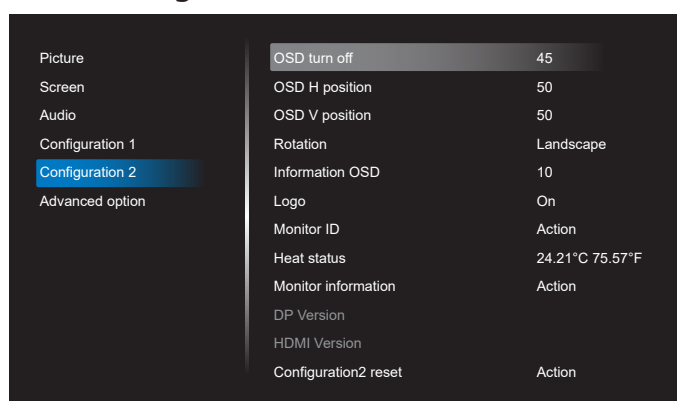 Picture
Screen
Audio
Configuration 1
Configuration 2
Advanced option
OSD turn off 45
OSD H position 50
OSD V position 50
Rotation Landscape
Information OSD 10
Logo On
Monitor ID Action
Heat status 24.21°C 75.57°F
Monitor information Action
DP Version
HDMI Version
Configuration2 reset Action